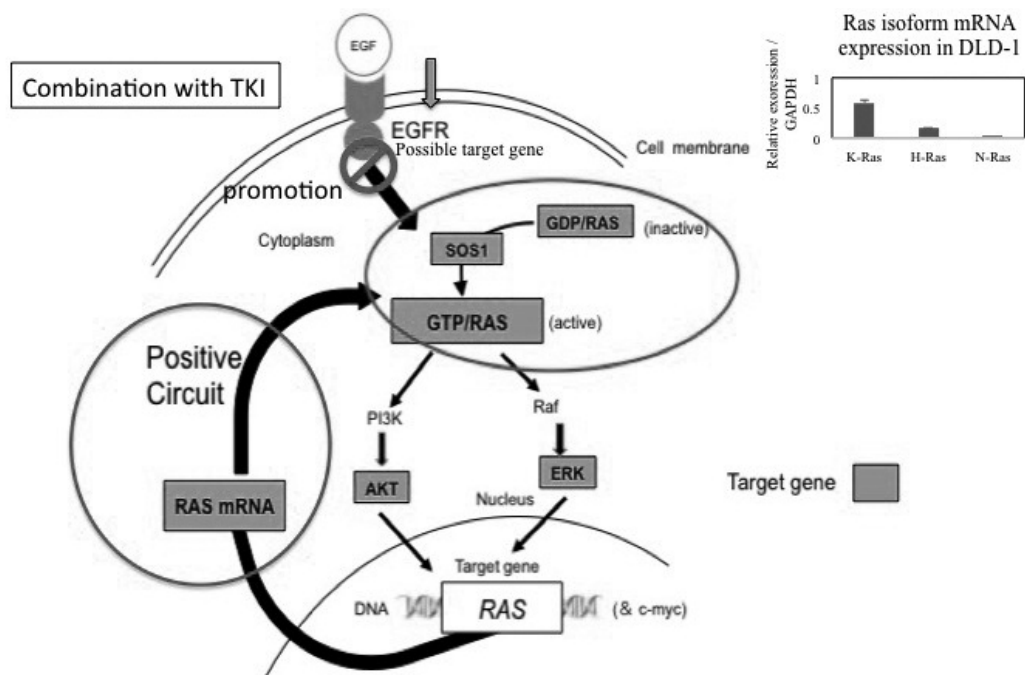 Combination with TKI
EGF
EGFR
Possible target gene
promotion
Cell membrane
Cytoplasm
GDP/RAS
(inactive)
SOS1
GTP/RAS
(active)
Positive
Circuit
PI3K
Raf
AKT
ERK
RAS mRNA
Nucleus
Target gene
DNA
RAS
(& c-myc)
Target gene
Ras isoform mRNA
expression in DLD-1
Relative exoression /
GAPDH
1
0.5
0
K-Ras
H-Ras
N-Ras